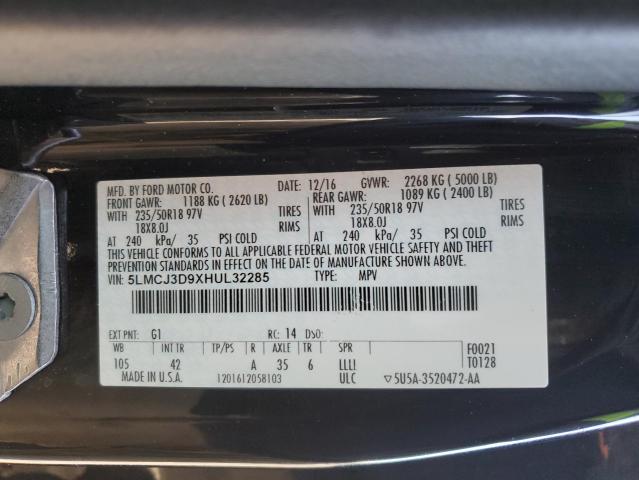 MFD. BY FORD MOTOR CO. DATE: 12/16 GVWR: 2268 KG ( 5000 LB)
FRONT GAWR: 1188 KG ( 2620 LB) REAR GAWR: 1089 KG ( 2400 LB)
WITH 235/50R18 97V TIRES WITH 235/50R18 97V TIRES
18X8.0J RIMS 18X8.0J RIMS
AT 240 kPa/ 35 PSI COLD AT 240 kPa/ 35 PSI COLD
THIS VEHICLE CONFORMS TO ALL APPLICABLE FEDERAL MOTOR VEHICLE SAFETY AND THEFT
PREVENTION STANDARDS IN EFFECT ON THE DATE OF MANUFACTURE SHOWN ABOVE.
VIN: 5LMCJ3D9XHUL32285 TYPE: MPV
EXT PNT: G1 RC: 14 DSO: F0021
WB INT TR TP/PS R AXLE TR SPR T0128
105 42 A 35 6 LLLI
MADE IN U.S.A. 1201612058103 ULC ▽5U5A-3520472-AA